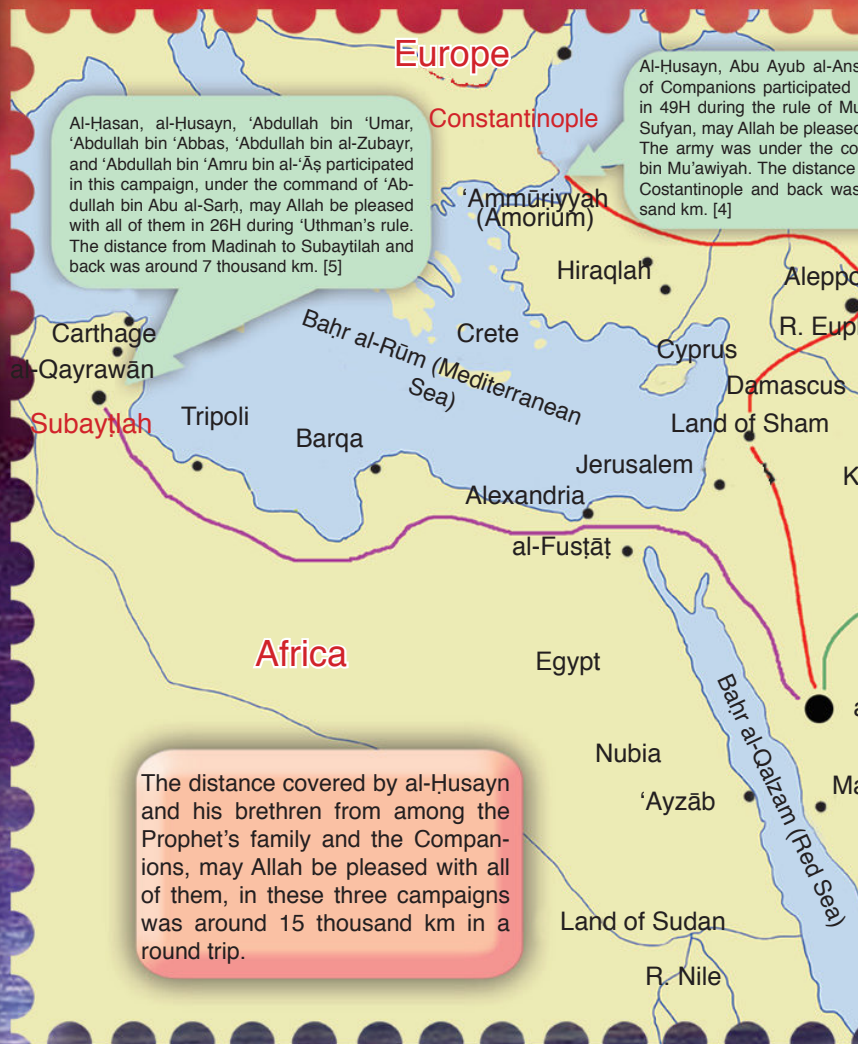 Europe
Al-Ḥusayn, Abu Ayub al-Ans
of Companions participated
in 49H during the rule of Mu
Sufyan, may Allah be pleased
The army was under the co
bin Mu'awiyah. The distance
Costantinople and back was
sand km. [4]
Al-Ḥasan, al-Ḥusayn, ‘Abdullah bin ‘Umar,
‘Abdullah bin ‘Abbas, ‘Abdullah bin al-Zubayr,
and ‘Abdullah bin ‘Amru bin al-‘Āṣ participated
in this campaign, under the command of ‘Ab-
dullah bin Abu al-Sarḥ, may Allah be pleased
with all of them in 26H during ‘Uthman's rule.
The distance from Madinah to Subaytilah and
back was around 7 thousand km. [5]
Constantinople
‘Ammūriyyah
(Amorium)
Hiraqlah
Aleppo
R. Eup
Carthage
al-Qayrawān
Subayṭlah
Baḥr al-Rūm (Mediterranean
Sea)
Crete
Cyprus
Damascus
Land of Sham
Tripoli
Barqa
Jerusalem
K
Alexandria
al-Fusṭāṭ
Africa
Egypt
Baḥr al-Qalzam (Red Sea)
a
Nubia
‘Ayzāb
Ma
The distance covered by al-Ḥusayn
and his brethren from among the
Prophet's family and the Compan-
ions, may Allah be pleased with all
of them, in these three campaigns
was around 15 thousand km in a
round trip.
Land of Sudan
R. Nile